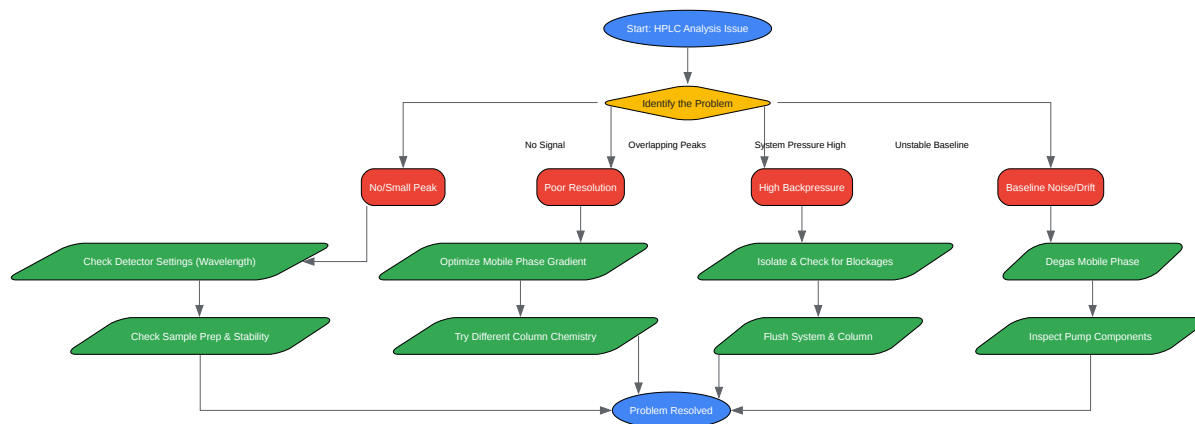 Start: HPLC Analysis Issue
Identify the Problem
No Signal
Overlapping Peaks
System Pressure High
Unstable Baseline
No/Small Peak
Poor Resolution
High Backpressure
Baseline Noise/Drift
Check Detector Settings (Wavelength)
Optimize Mobile Phase Gradient
Isolate & Check for Blockages
Degas Mobile Phase
Check Sample Prep & Stability
Try Different Column Chemistry
Flush System & Column
Inspect Pump Components
Problem Resolved